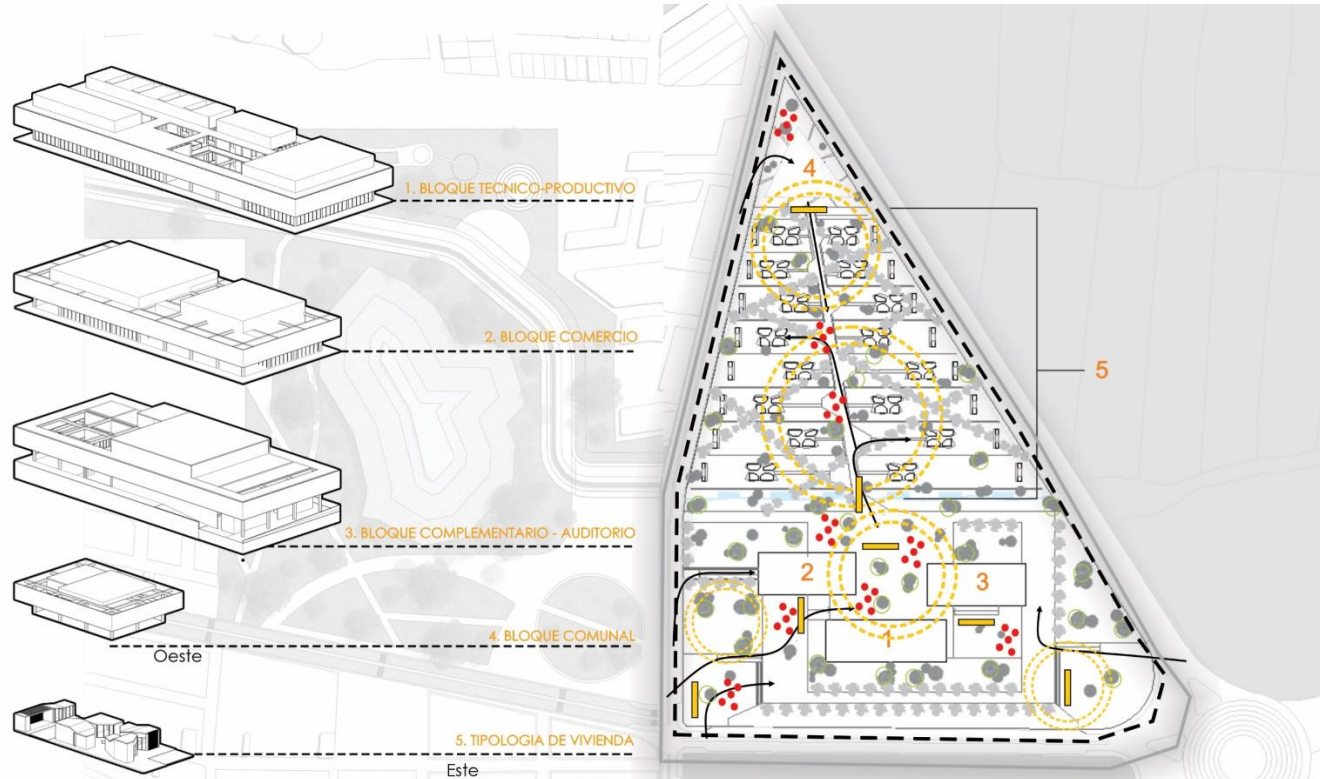 1. BLOQUE TECNICO-PRODUCTIVO
2. BLOQUE COMERCIO
3. BLOQUE COMPLEMENTARIO - AUDITORIO
4. BLOQUE COMUNAL
Oeste
5. TIPOLOGIA DE VIVIENDA
Este
4
5
2
3
1